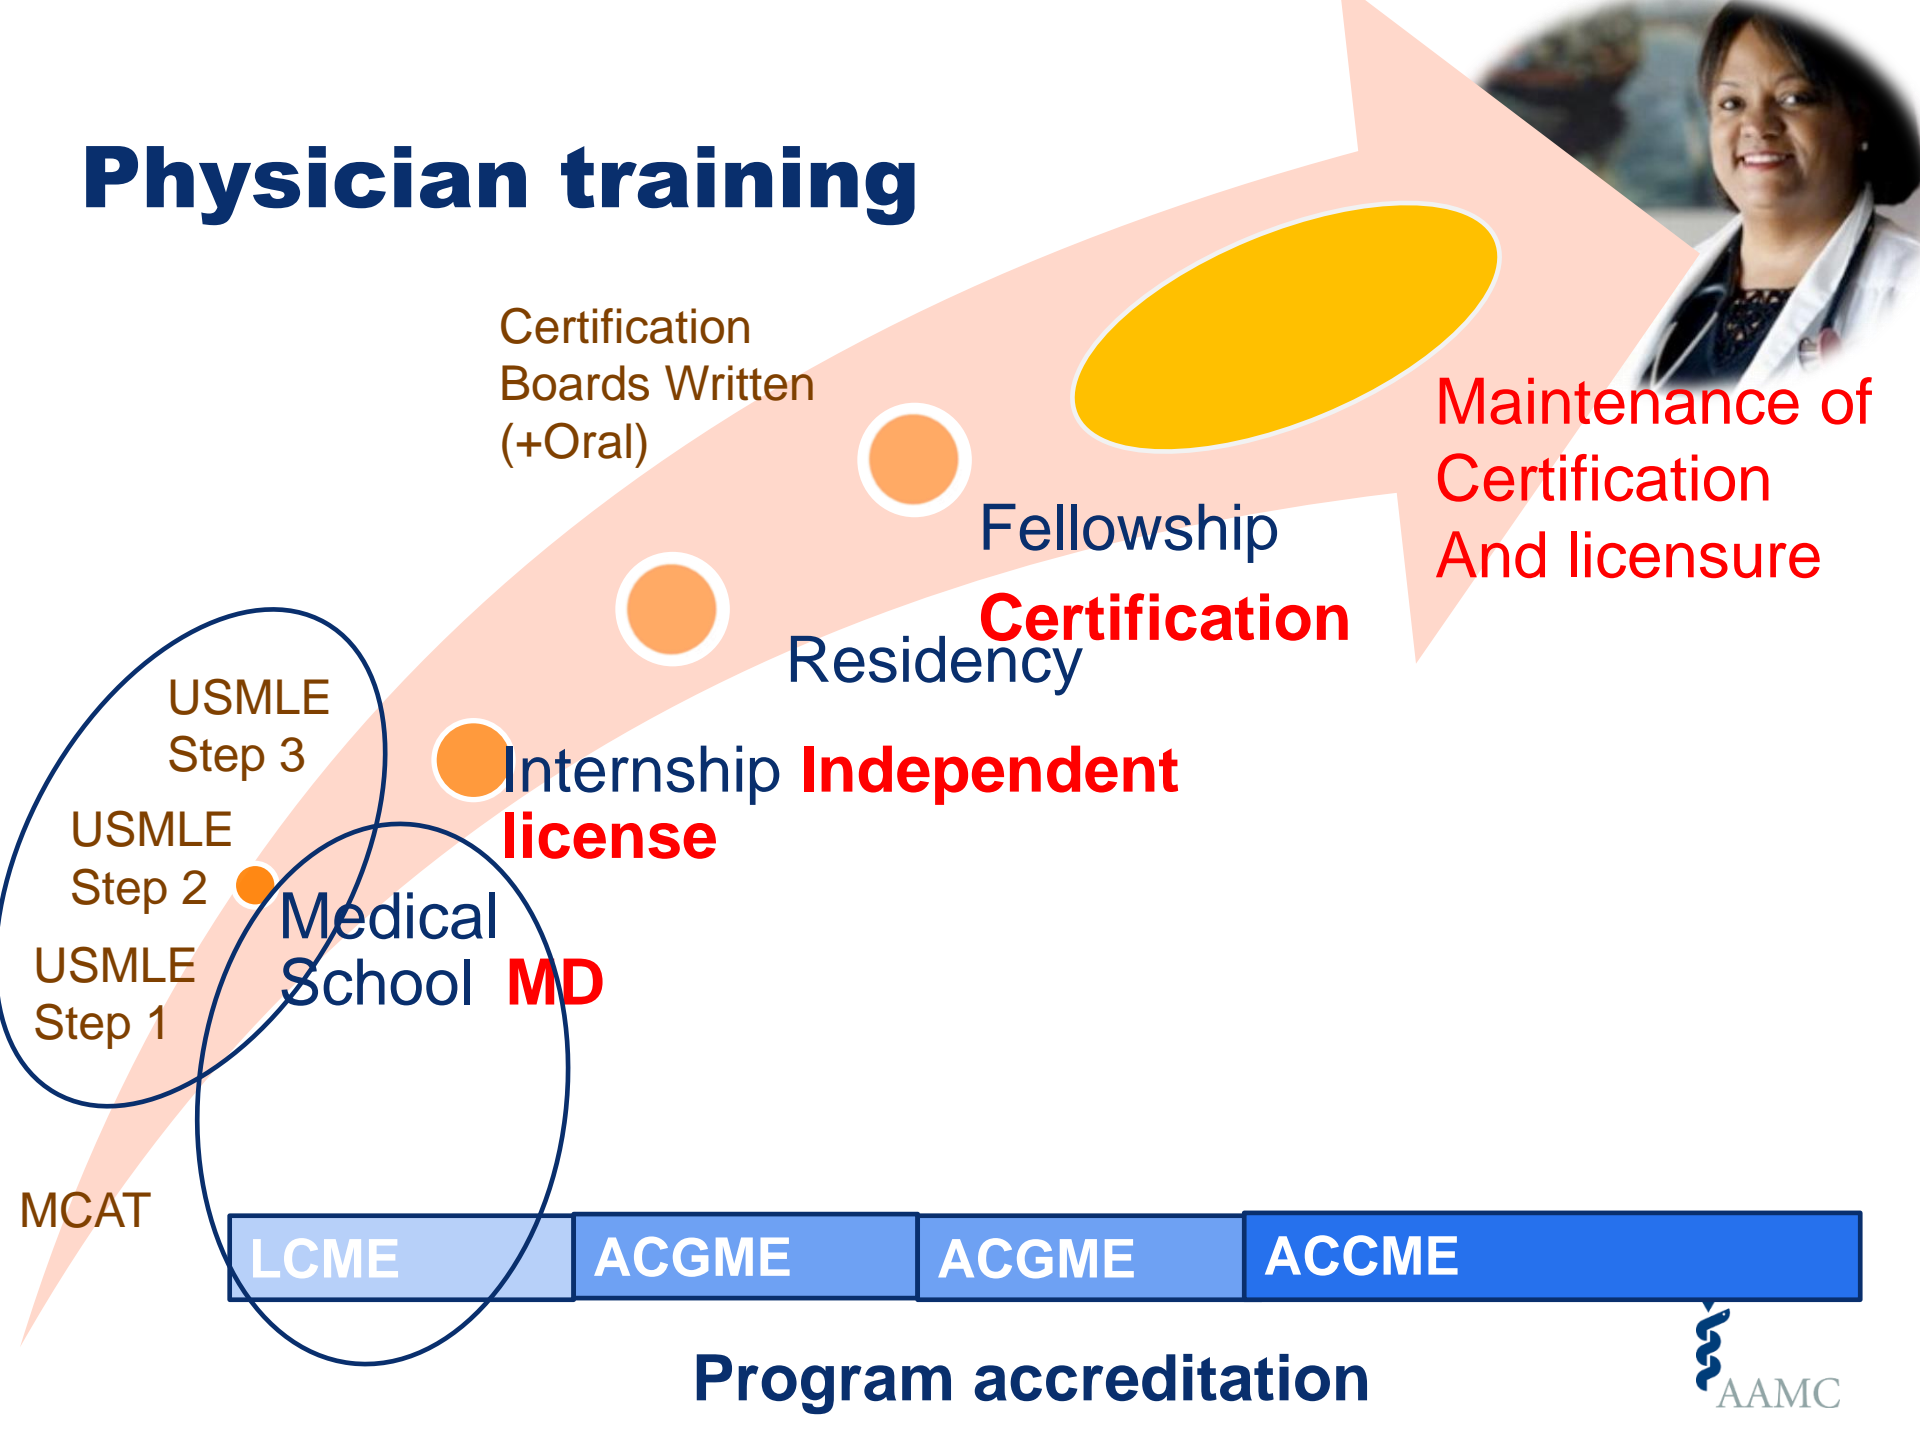 Physician training
Certification
Boards Written
(+Oral)
Maintenance of
Certification
And licensure
Fellowship
Certification
Residency
USMLE
Step 3
Internship Independent
license
USMLE
Step 2
Medical
School MD
USMLE
Step 1
MCAT
LCME
ACGME
ACGME
ACCME
Program accreditation
AAMC